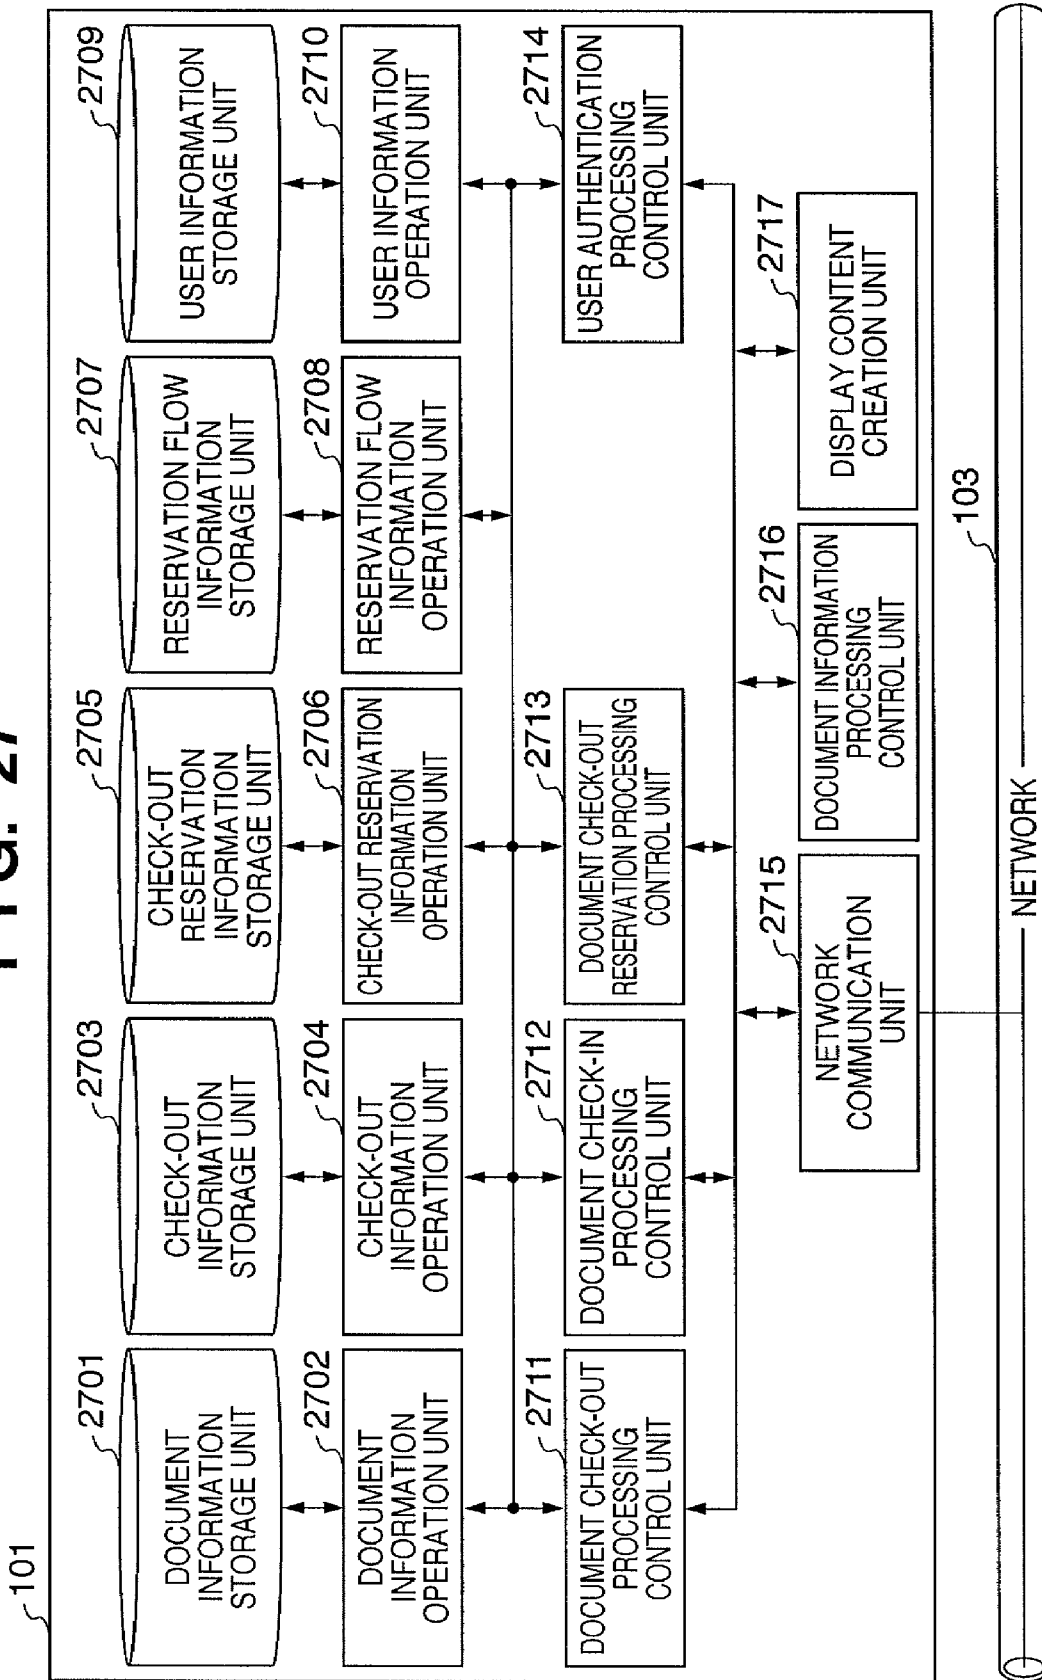 FIG. 27
101
2701
DOCUMENT
INFORMATION
STORAGE UNIT
2703
CHECK-OUT
INFORMATION
STORAGE UNIT
2705
CHECK-OUT
RESERVATION
INFORMATION
STORAGE UNIT
2707
RESERVATION FLOW
INFORMATION
STORAGE UNIT
2709
USER INFORMATION
STORAGE UNIT
2702
DOCUMENT
INFORMATION
OPERATION UNIT
2704
CHECK-OUT
INFORMATION
OPERATION UNIT
2706
CHECK-OUT RESERVATION
INFORMATION
OPERATION UNIT
2708
RESERVATION FLOW
INFORMATION
OPERATION UNIT
2710
USER INFORMATION
OPERATION UNIT
2711
DOCUMENT CHECK-OUT
PROCESSING
CONTROL UNIT
2712
DOCUMENT CHECK-IN
PROCESSING
CONTROL UNIT
2713
DOCUMENT CHECK-OUT
RESERVATION PROCESSING
CONTROL UNIT
2714
USER AUTHENTICATION
PROCESSING
CONTROL UNIT
2715
NETWORK
COMMUNICATION
UNIT
2716
DOCUMENT INFORMATION
PROCESSING
CONTROL UNIT
2717
DISPLAY CONTENT
CREATION UNIT
103
NETWORK